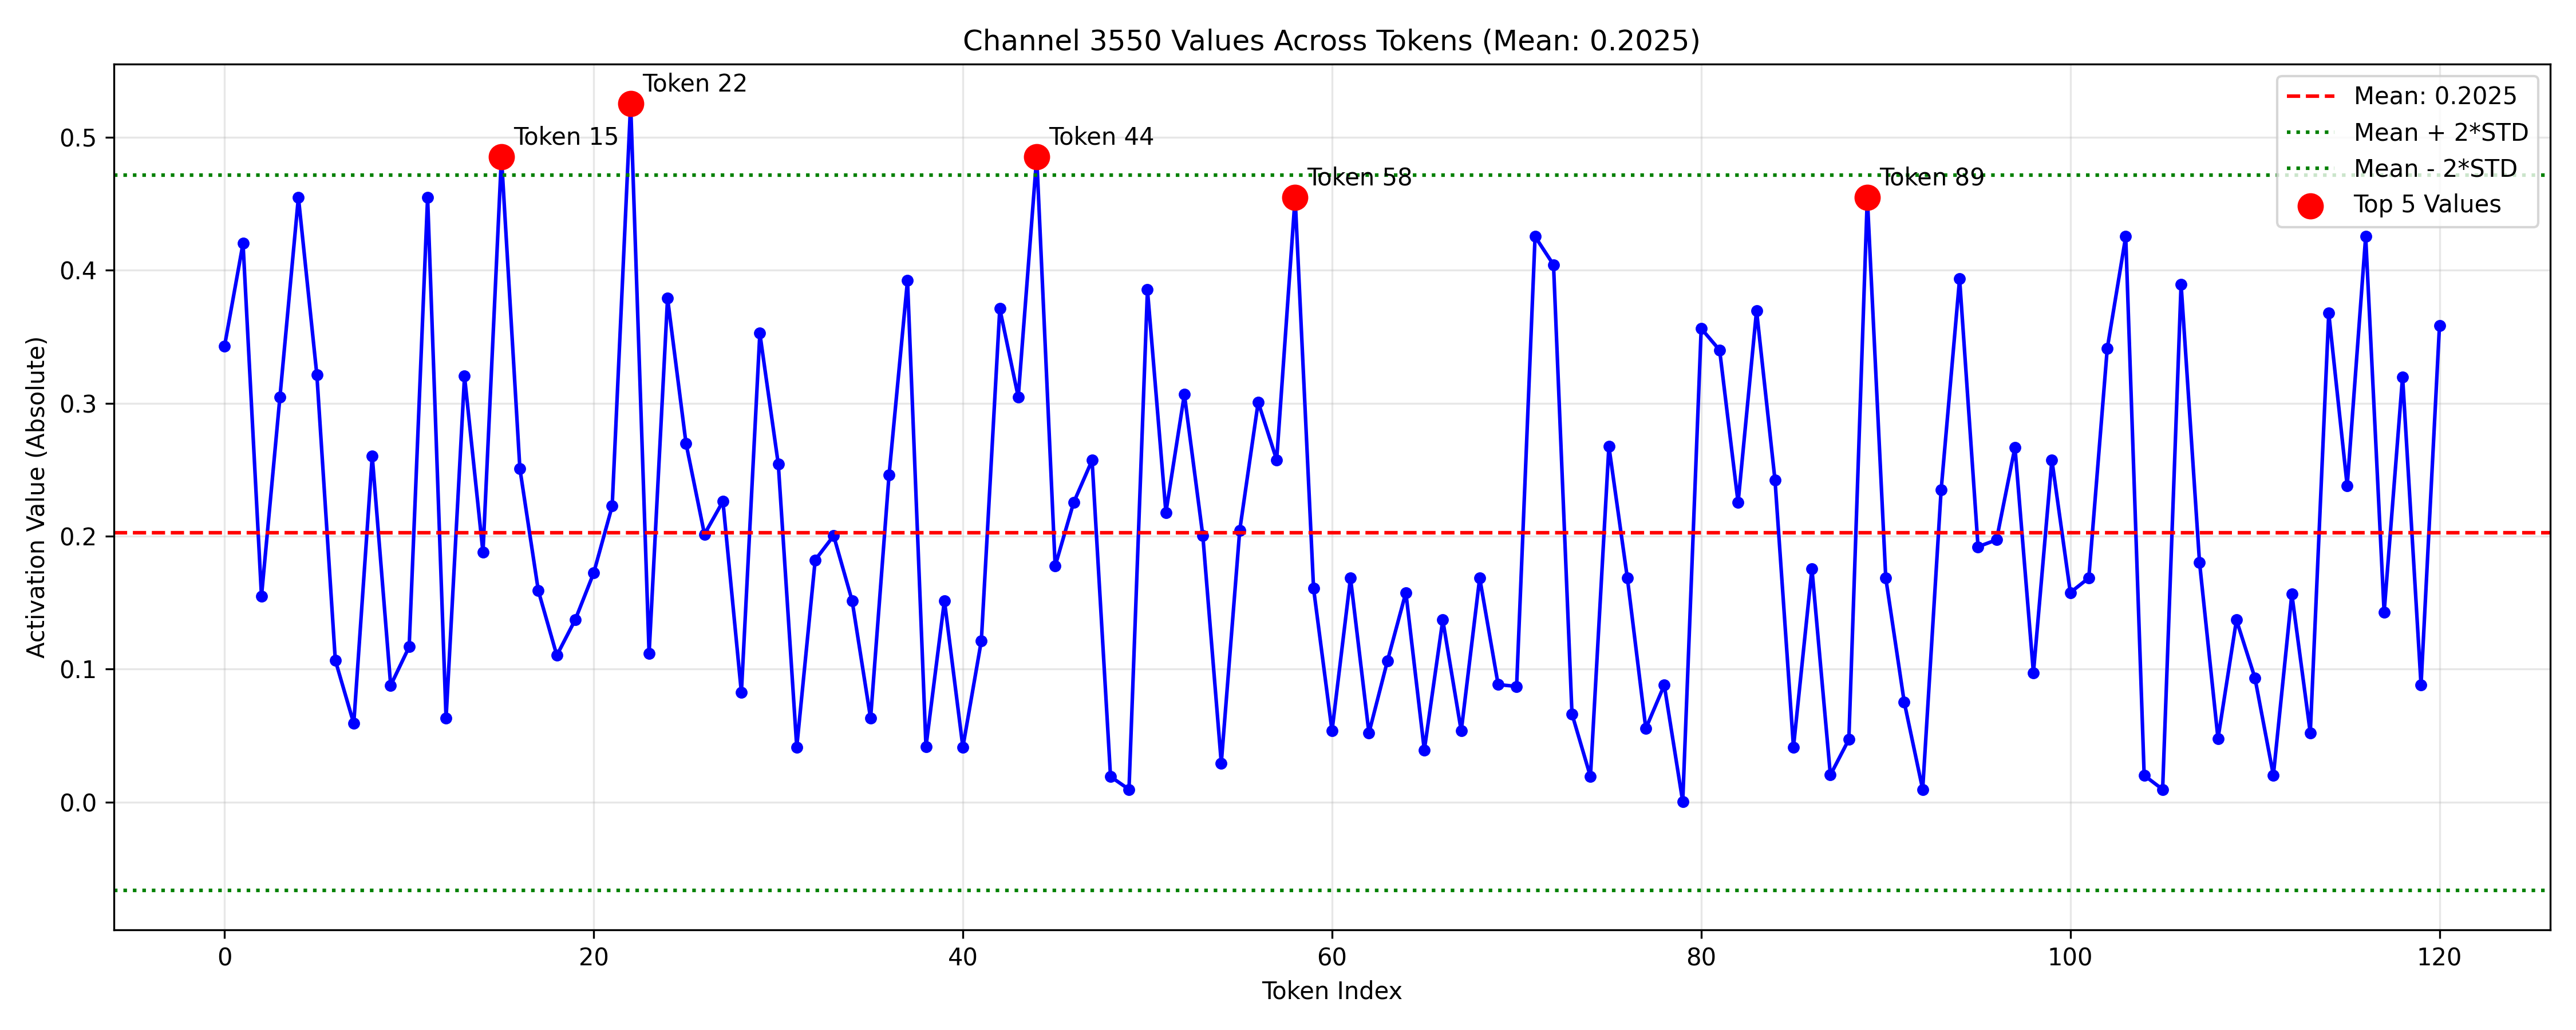 Channel 3550 Values Across Tokens (Mean: 0.2025)
Token 22
Token 15
Token 44
Token 58
Token 89
Mean: 0.2025
Mean + 2*STD
Mean - 2*STD
Top 5 Values
Activation Value (Absolute)
0.5
0.4
0.3
0.2
0.1
0.0
0 20 40 60 80 100 120
Token Index